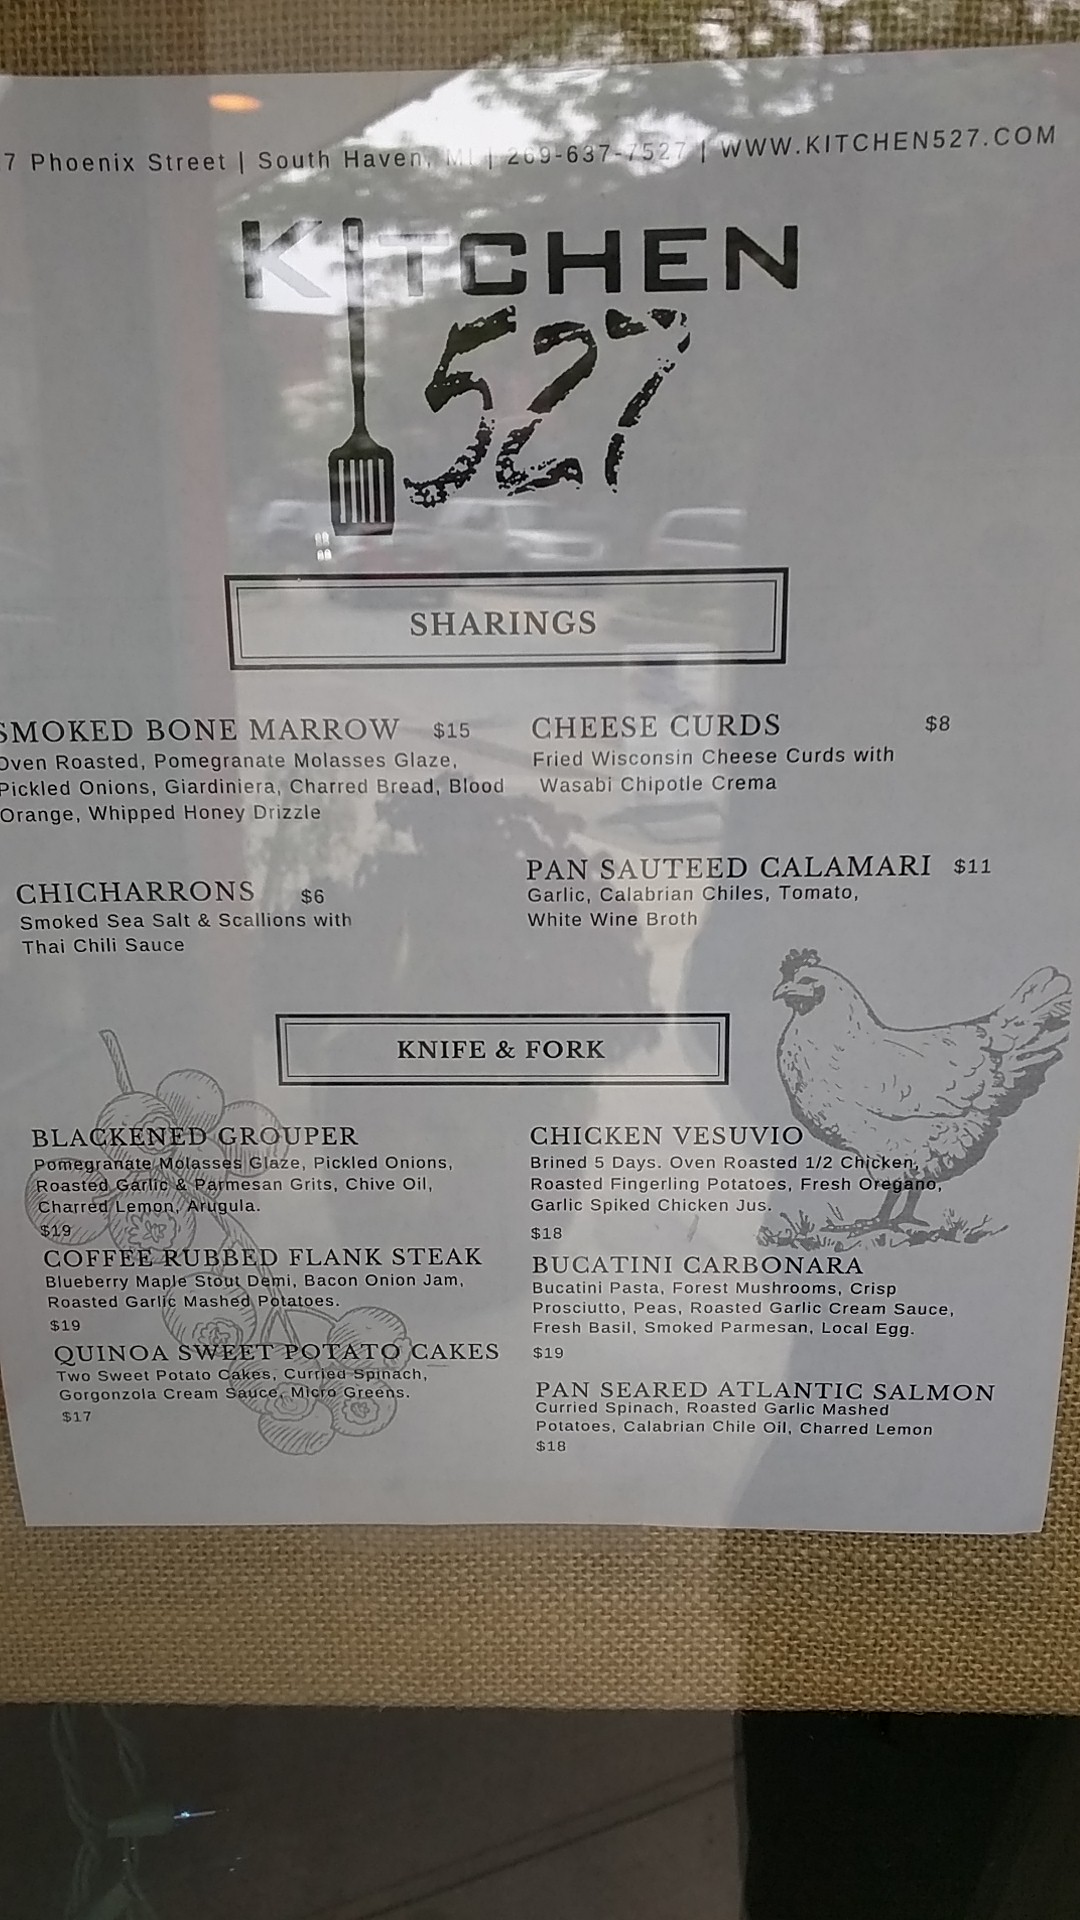 7 Phoenix Street | South Haven, MI | 269-637-7527 | WWW.KITCHEN527.COM
KITCHEN
527
SHARINGS
SMOKED BONE MARROW $15
Oven Roasted, Pomegranate Molasses Glaze,
Pickled Onions, Giardiniera, Charred Bread, Blood
Orange, Whipped Honey Drizzle
CHEESE CURDS $8
Fried Wisconsin Cheese Curds with
Wasabi Chipotle Crema
CHICHARRONS $6
Smoked Sea Salt & Scallions with
Thai Chili Sauce
PAN SAUTEED CALAMARI $11
Garlic, Calabrian Chiles, Tomato,
White Wine Broth
KNIFE & FORK
BLACKENED GROUPER
Pomegranate Molasses Glaze, Pickled Onions,
Roasted Garlic & Parmesan Grits, Chive Oil,
Charred Lemon, Arugula.
$19
COFFEE RUBBED FLANK STEAK
Blueberry Maple Stout Demi, Bacon Onion Jam,
Roasted Garlic Mashed Potatoes.
$19
QUINOA SWEET POTATO CAKES
Two Sweet Potato Cakes, Curried Spinach,
Gorgonzola Cream Sauce, Micro Greens.
$17
CHICKEN VESUVIO
Brined 5 Days. Oven Roasted 1/2 Chicken,
Roasted Fingerling Potatoes, Fresh Oregano,
Garlic Spiked Chicken Jus.
$18
BUCATINI CARBONARA
Bucatini Pasta, Forest Mushrooms, Crisp
Prosciutto, Peas, Roasted Garlic Cream Sauce,
Fresh Basil, Smoked Parmesan, Local Egg.
$19
PAN SEARED ATLANTIC SALMON
Curried Spinach, Roasted Garlic Mashed
Potatoes, Calabrian Chile Oil, Charred Lemon
$18